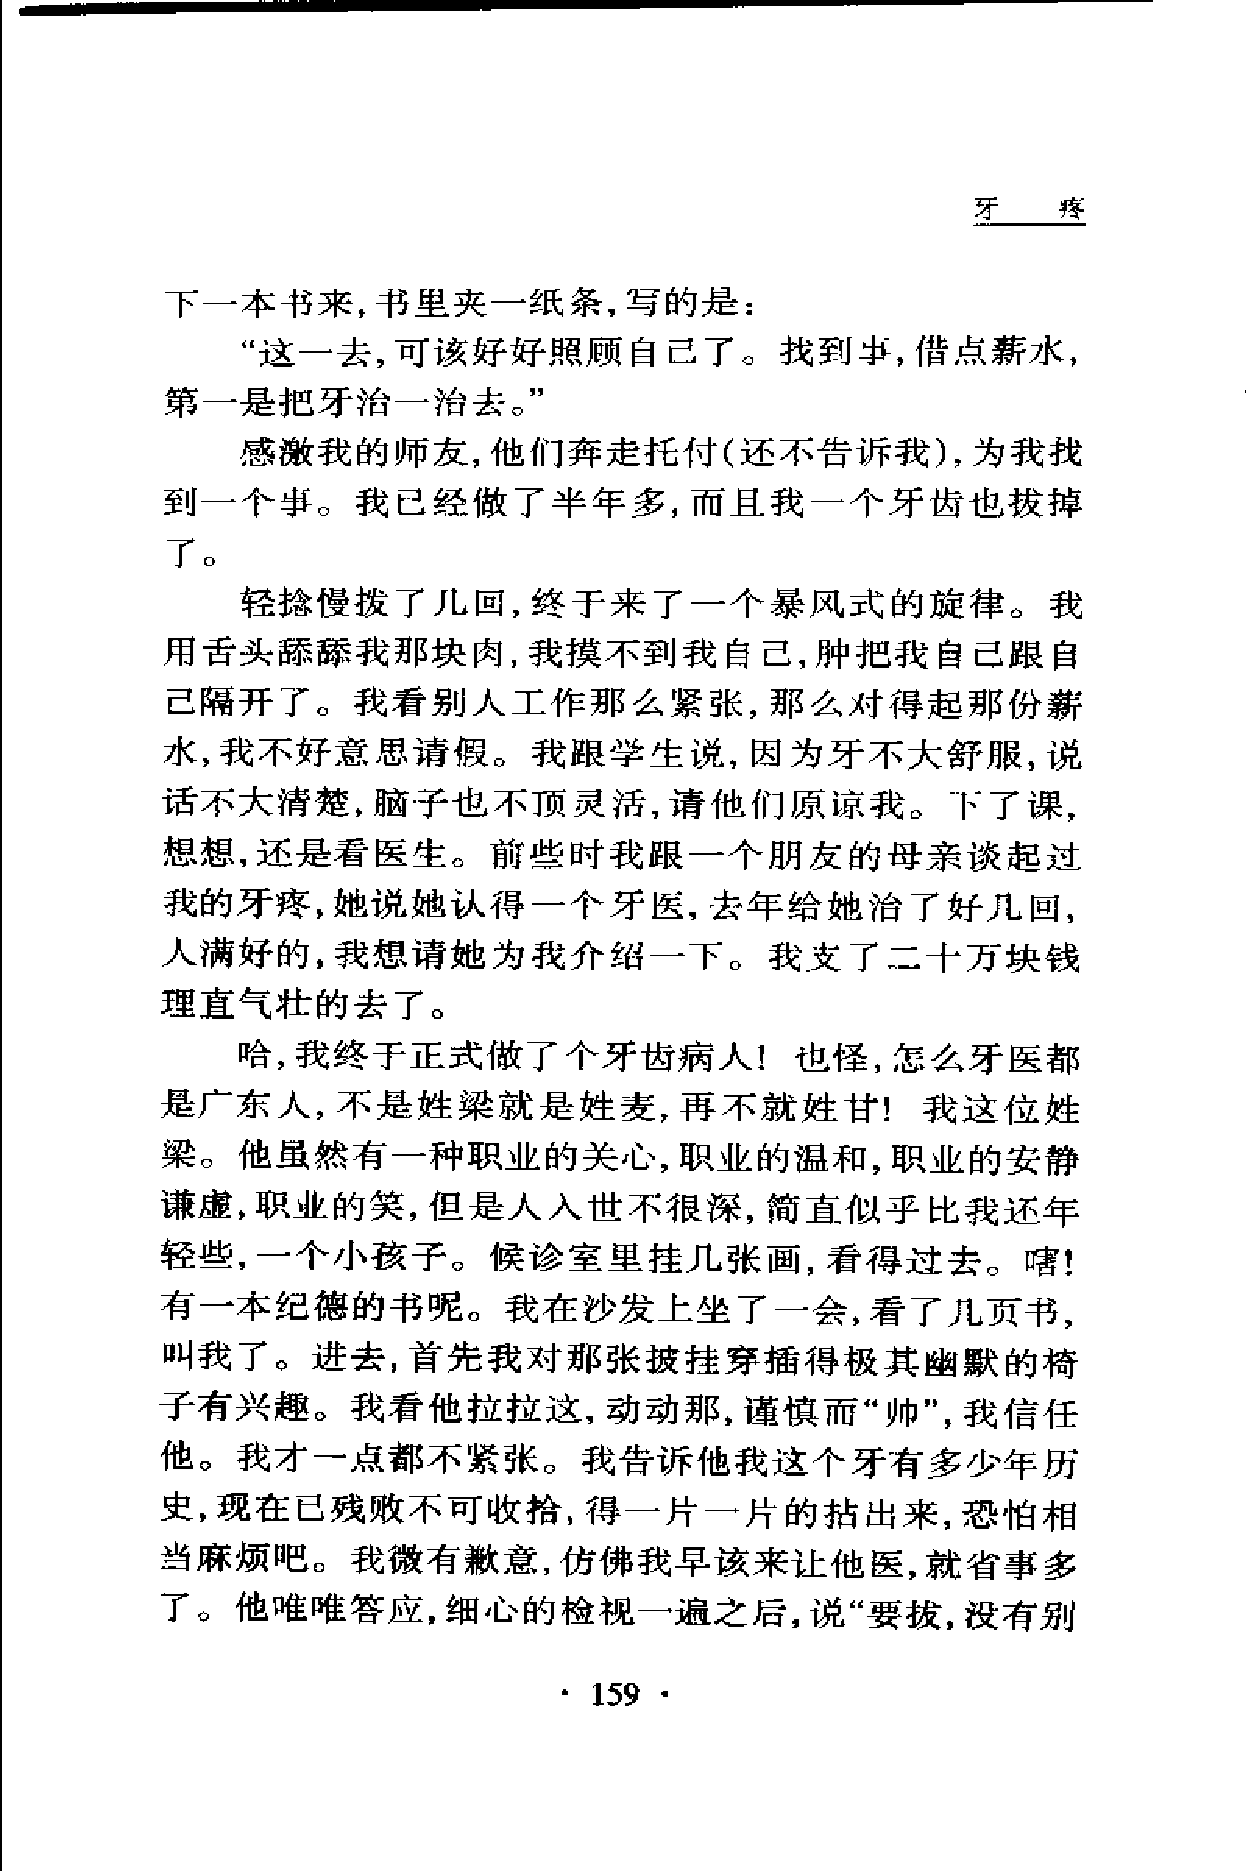 牙 疼
下一本书来,书里夹一纸条,写的是:
“这一去,可该好好照顾自己了。找到事,借点薪水,
第一是把牙治一治去。”
感激我的师友,他们奔走托付(还不告诉我),为我找
到一个事。我已经做了半年多,而且我一个牙齿也拔掉
了。
轻捻慢拨了几回,终于来了一个暴风式的旋律。我
用舌头舔舔我那块肉,我摸不到我自己,肿把我自己跟自
己隔开了。我看别人工作那么紧张,那么对得起那份薪
水,我不好意思请假。我跟学生说,因为牙不大舒服,说
话不大清楚,脑子也不顶灵活,请他们原谅我。下了课,
想想,还是看医生。前些时我跟一个朋友的母亲谈起过
我的牙疼,她说她认得一个牙医,去年给她治了好几回,
人满好的,我想请她为我介绍一下。我支了二十万块钱
理直气壮的去了。
哈,我终于正式做了个牙齿病人! 也怪,怎么牙医都
是广东人,不是姓梁就是姓麦,再不就姓甘! 我这位姓
梁。他虽然有一种职业的关心,职业的温和,职业的安静
谦虚,职业的笑,但是人入世不很深,简直似乎比我还年
轻些,一个小孩子。候诊室里挂几张画,看得过去。嚄!
有一本纪德的书呢。我在沙发上坐了一会,看了几页书,
叫我了。进去,首先我对那张披挂穿插得极其幽默的椅
子有兴趣。我看他拉拉这,动动那,谨慎而“帅”,我信任
他。我才一点都不紧张。我告诉他我这个牙有多少年历
史,现在已残败不可收拾,得一片一片的拈出来,恐怕相
当麻烦吧。我微有歉意,仿佛我早该来让他医,就省事多
了。他唯唯答应,细心的检视一遍之后,说“要拔,没有别
· 159 ·